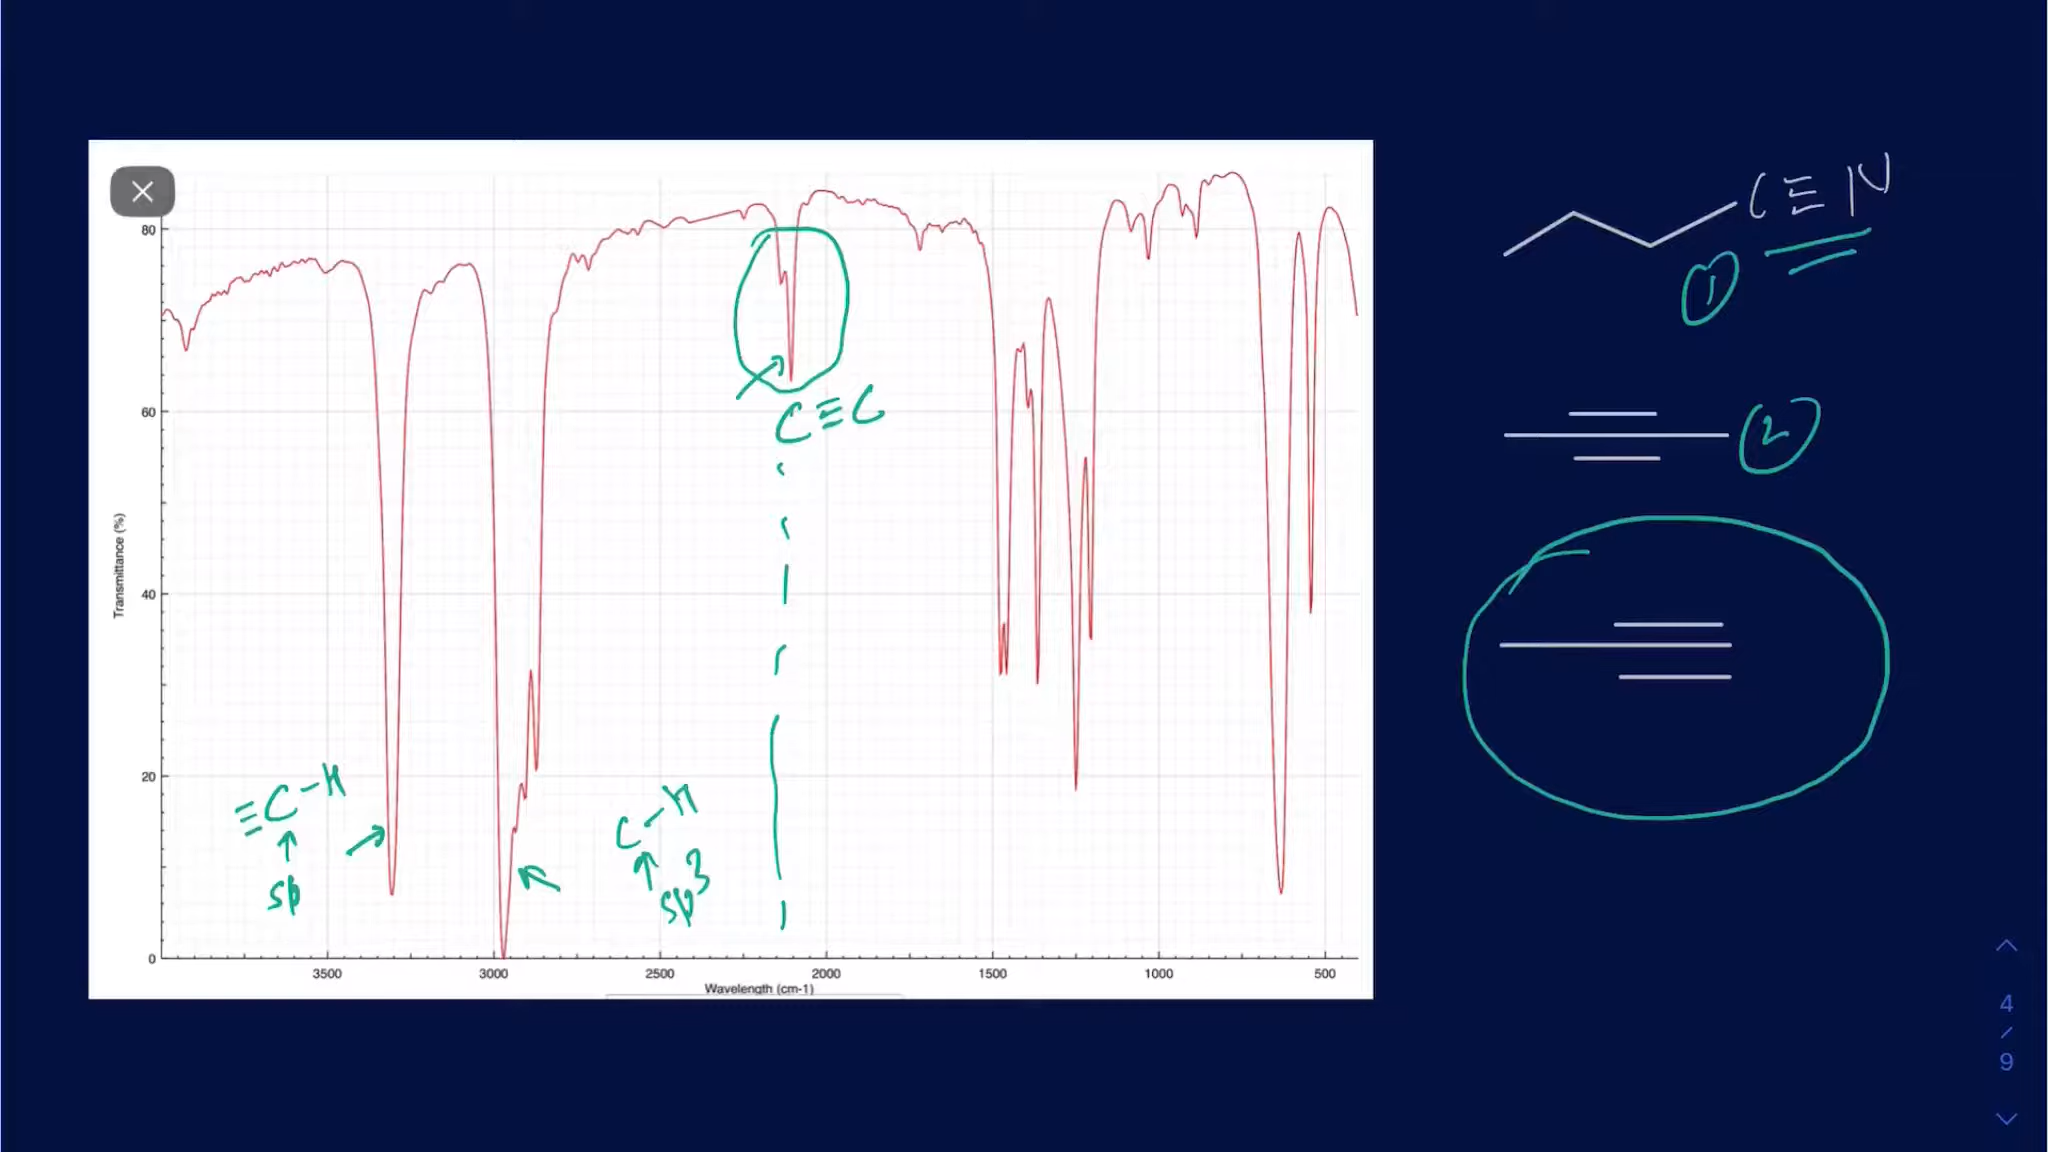 80
60
40
20
0
Transmittance (%)
3500 3000 2500 2000 1500 1000 500
Wavelength (cm-1)
C≡C
≡C-H
sp
C-H
sp3
C≡N
1
2
4
/
9